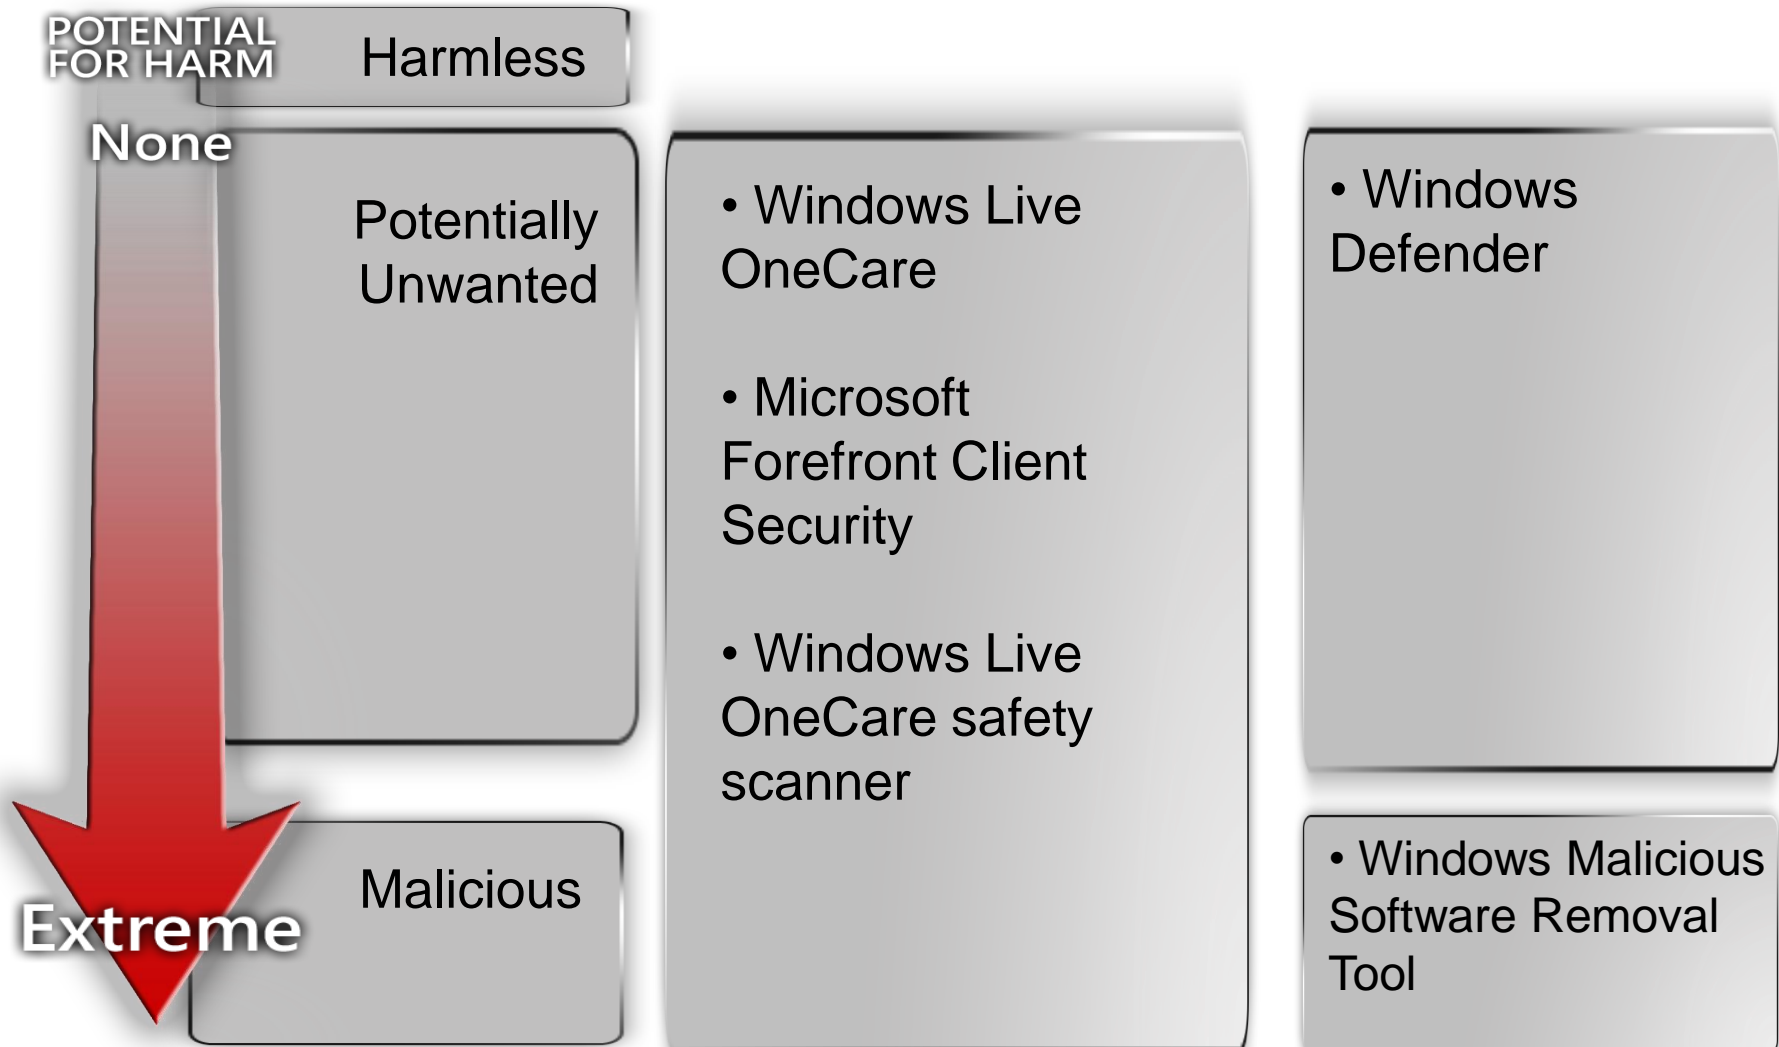 POTENTIAL
FOR HARM
Harmless
None
Potentially
Unwanted
• Windows Live
OneCare
• Microsoft
Forefront Client
Security
• Windows Live
OneCare safety
scanner
• Windows
Defender
Malicious
Extreme
• Windows Malicious
Software Removal
Tool